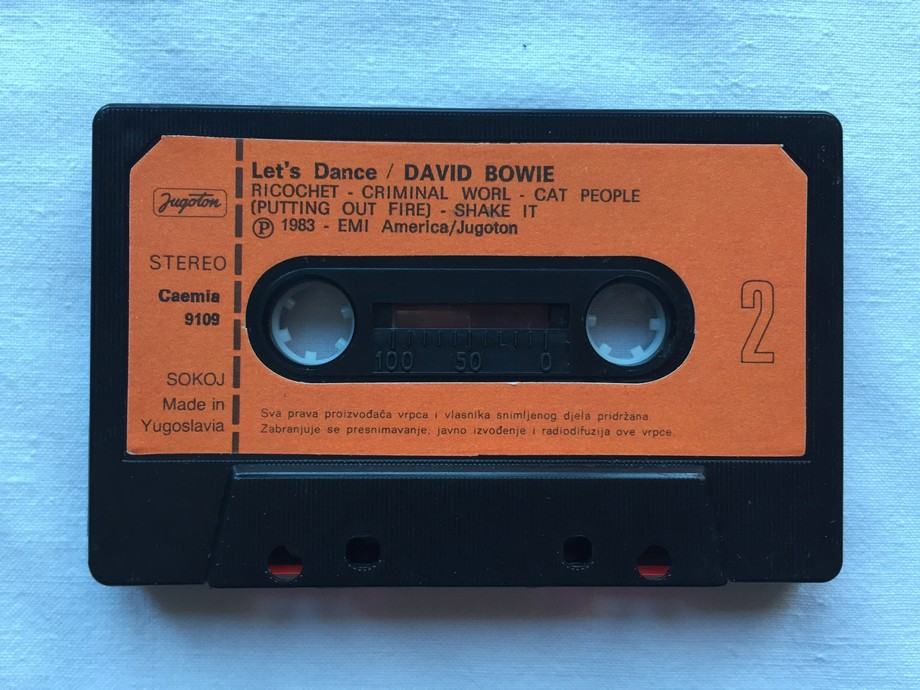 Let's Dance / DAVID BOWIE
RICOCHET - CRIMINAL WORL - CAT PEOPLE
(PUTTING OUT FIRE) - SHAKE IT
Ⓟ 1983 - EMI America/Jugoton
Jugoton
STEREO
Caemia
9109
SOKOJ
Made in
Yugoslavia
2
100 50 0
Sva prava proizvođača vrpca i vlasnika snimljenog djela pridržana.
Zabranjuje se presnimavanje, javno izvođenje i radiodifuzija ove vrpce.